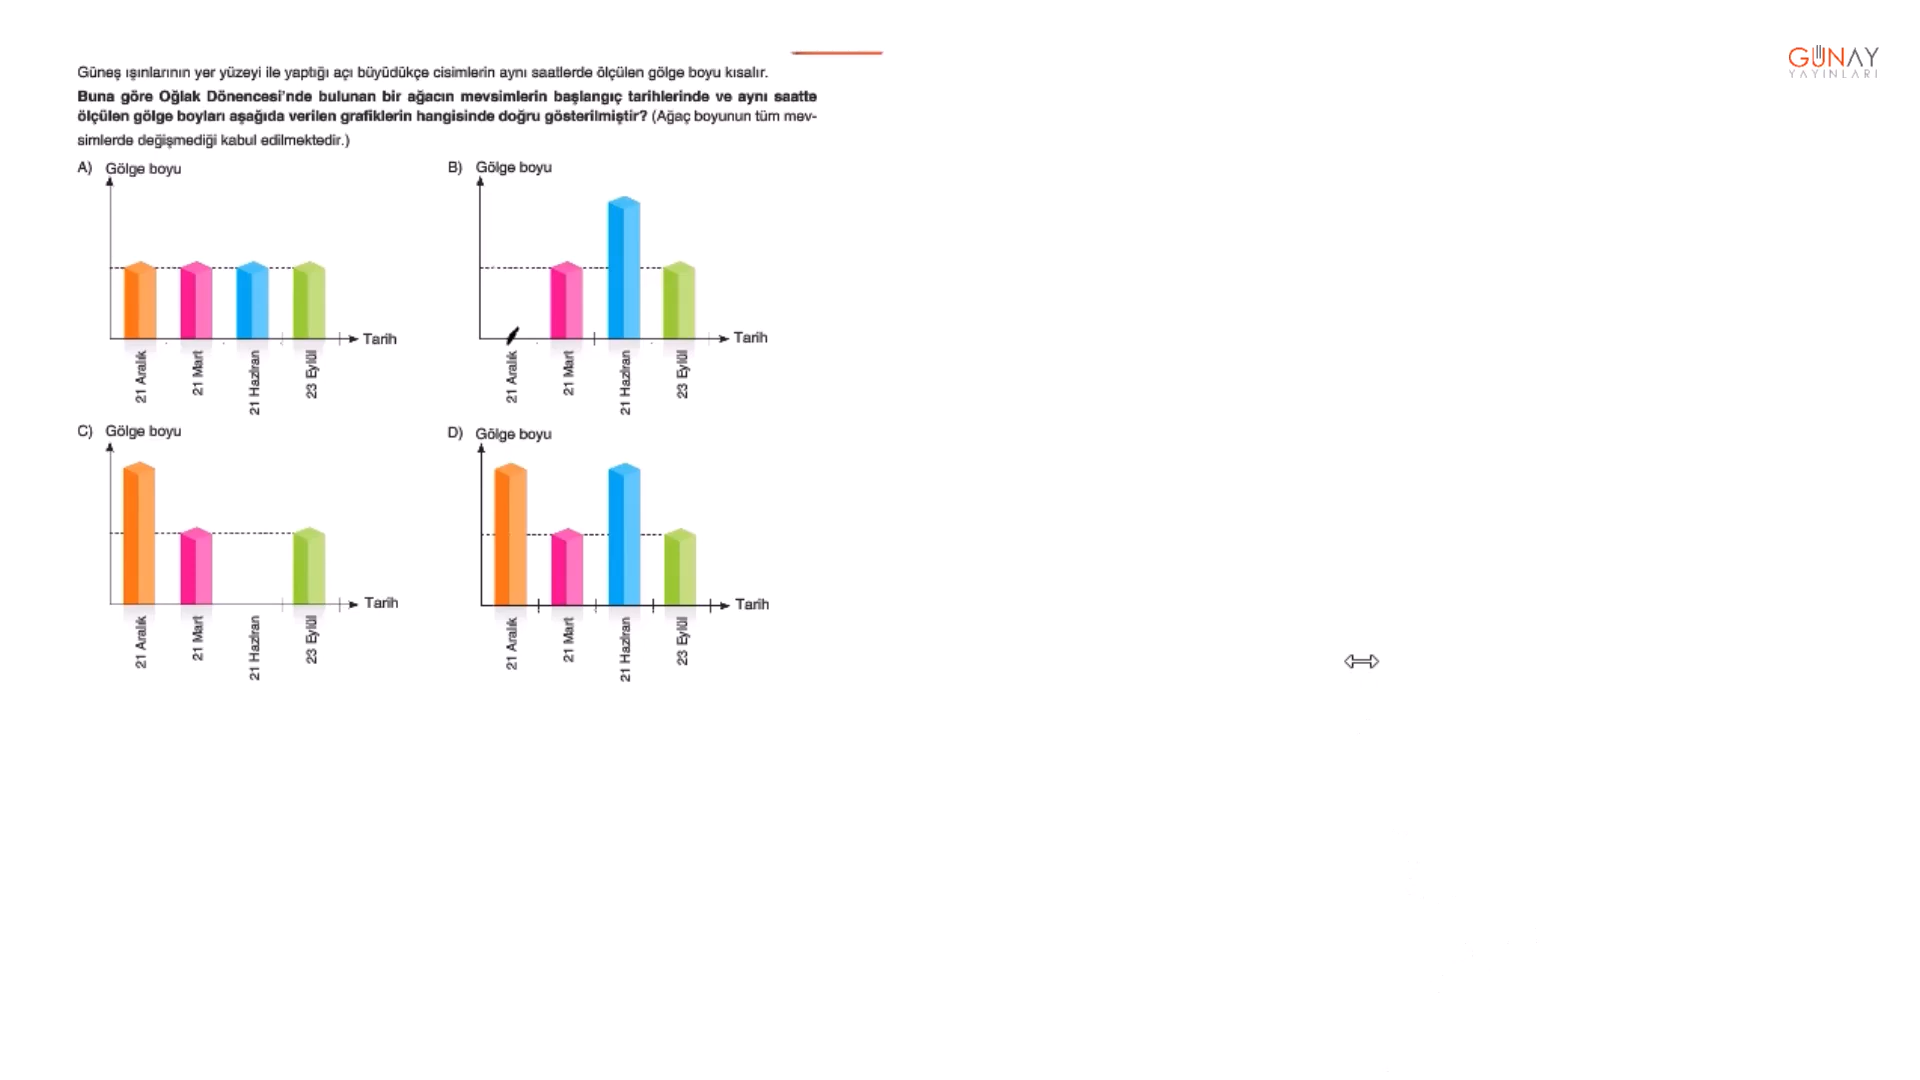 GÜNAY
YAYINLARI
Güneş ışınlarının yer yüzeyi ile yaptığı açı büyüdükçe cisimlerin aynı saatlerde ölçülen gölge boyu kısalır.
Buna göre Oğlak Dönencesi'nde bulunan bir ağacın mevsimlerin başlangıç tarihlerinde ve aynı saatte
ölçülen gölge boyları aşağıda verilen grafiklerin hangisinde doğru gösterilmiştir? (Ağaç boyunun tüm mev-
simlerde değişmediği kabul edilmektedir.)
A) Gölge boyu
Tarih
21 Aralık
21 Mart
21 Haziran
23 Eylül
B) Gölge boyu
Tarih
21 Aralık
21 Mart
21 Haziran
23 Eylül
C) Gölge boyu
Tarih
21 Aralık
21 Mart
21 Haziran
23 Eylül
D) Gölge boyu
Tarih
21 Aralık
21 Mart
21 Haziran
23 Eylül